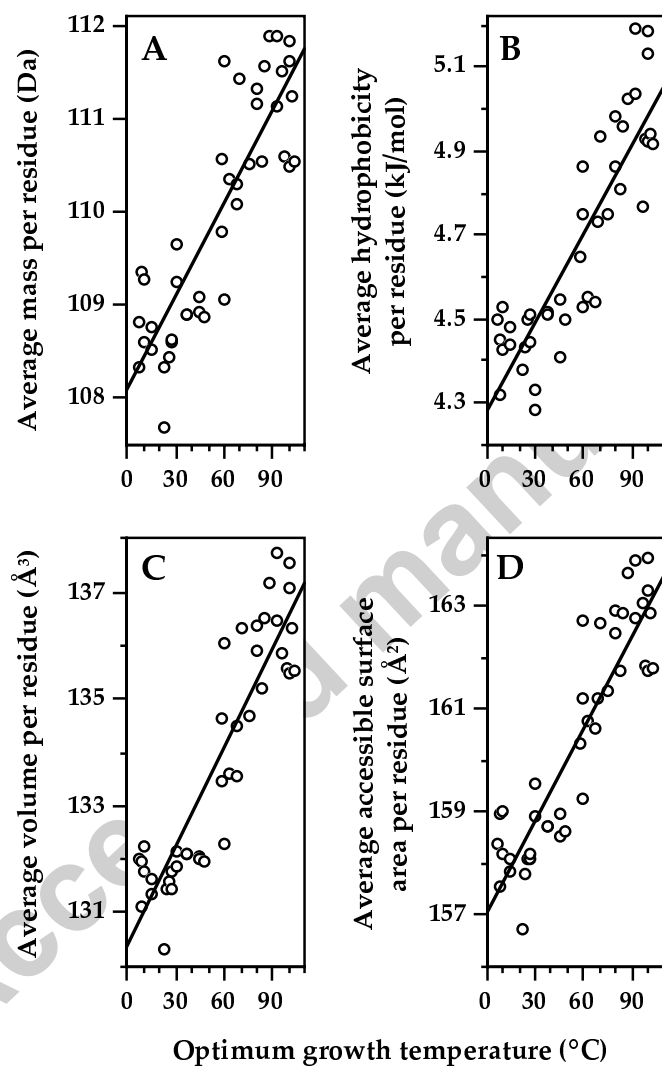 A
112
111
110
109
108
0 30 60 90
Average mass per residue (Da)
B
5.1
4.9
4.7
4.5
4.3
0 30 60 90
Average hydrophobicity
per residue (kJ/mol)
C
137
135
133
131
0 30 60 90
Average volume per residue (Å³)
D
163
161
159
157
0 30 60 90
Average accessible surface
area per residue (Å²)
Optimum growth temperature (°C)